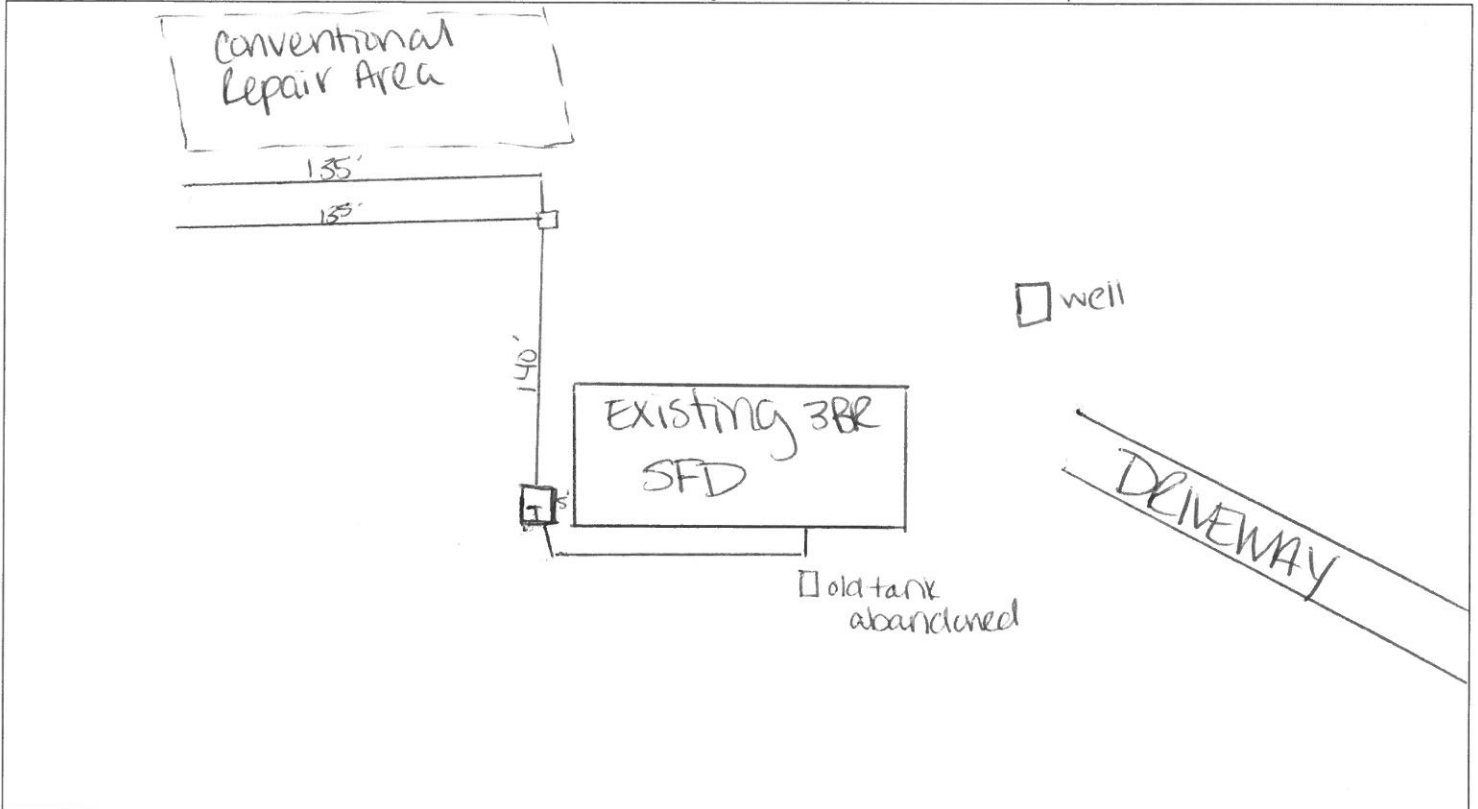 Conventional
Repair Area
135'
135'
140'
Existing 3BR
SFD
well
T
5'
DRIVEWAY
old tank
abandoned